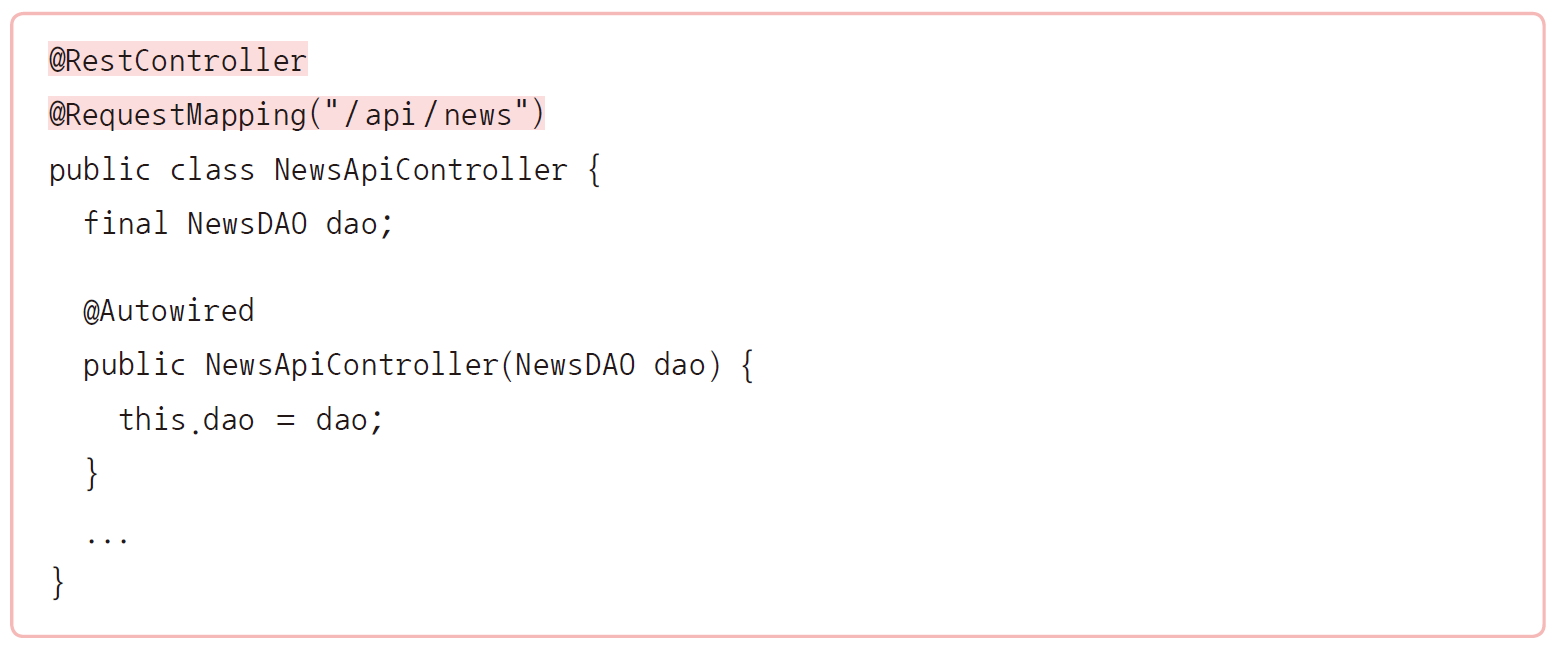 @RestController
@RequestMapping("/api/news")
public class NewsApiController {
  final NewsDAO dao;

  @Autowired
  public NewsApiController(NewsDAO dao) {
    this.dao = dao;
  }
  ...
}